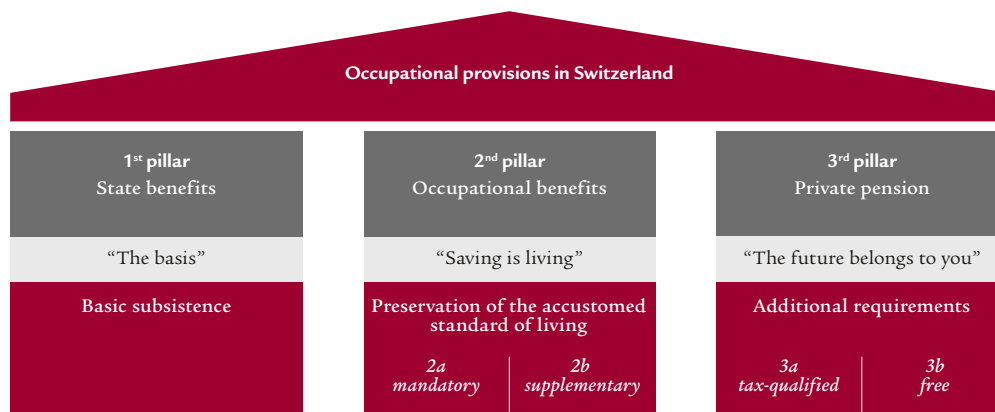 Occupational provisions in Switzerland
1st pillar
State benefits
“The basis”
Basic subsistence
2nd pillar
Occupational benefits
“Saving is living”
Preservation of the accustomed
standard of living
2a
mandatory
2b
supplementary
3rd pillar
Private pension
“The future belongs to you”
Additional requirements
3a
tax-qualified
3b
free